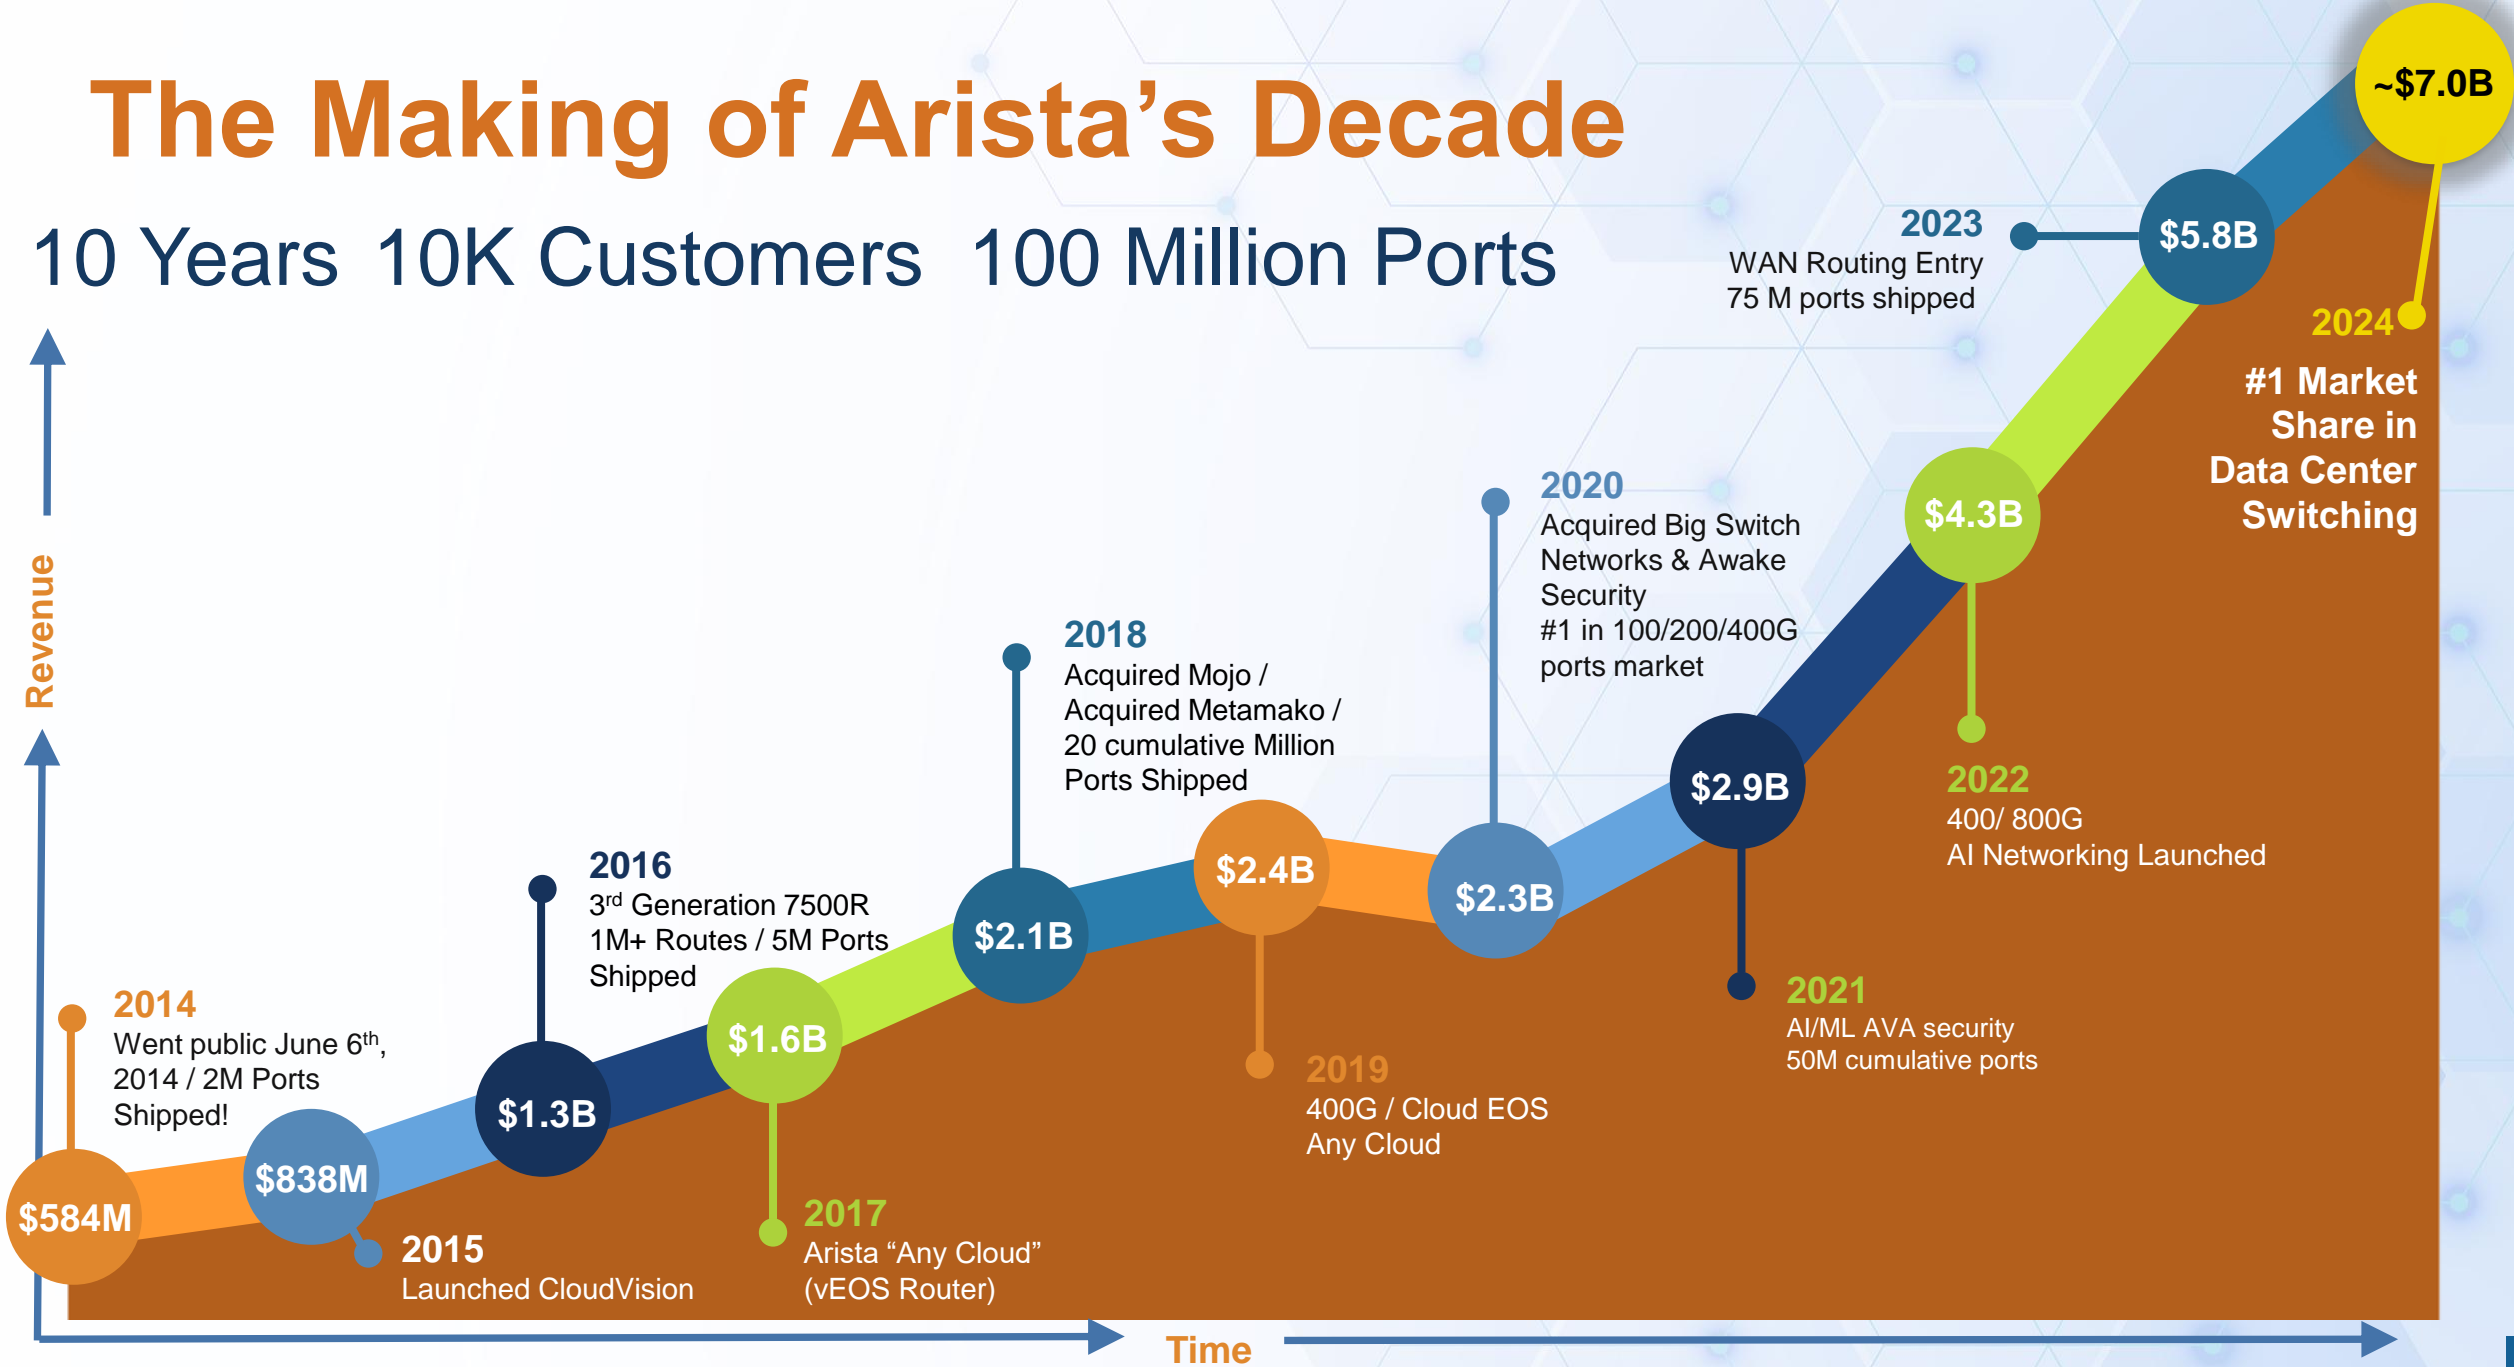 The Making of Arista’s Decade
10 Years 10K Customers 100 Million Ports
Revenue
Time
$584M
2014
Went public June 6th,
2014 / 2M Ports
Shipped!
$838M
2015
Launched CloudVision
$1.3B
2016
3rd Generation 7500R
1M+ Routes / 5M Ports
Shipped
$1.6B
2017
Arista “Any Cloud”
(vEOS Router)
$2.1B
2018
Acquired Mojo /
Acquired Metamako /
20 cumulative Million
Ports Shipped
$2.4B
2019
400G / Cloud EOS
Any Cloud
$2.3B
2020
Acquired Big Switch
Networks & Awake
Security
#1 in 100/200/400G
ports market
$2.9B
2021
AI/ML AVA security
50M cumulative ports
$4.3B
2022
400/ 800G
AI Networking Launched
$5.8B
2023
WAN Routing Entry
75 M ports shipped
~$7.0B
2024
#1 Market
Share in
Data Center
Switching